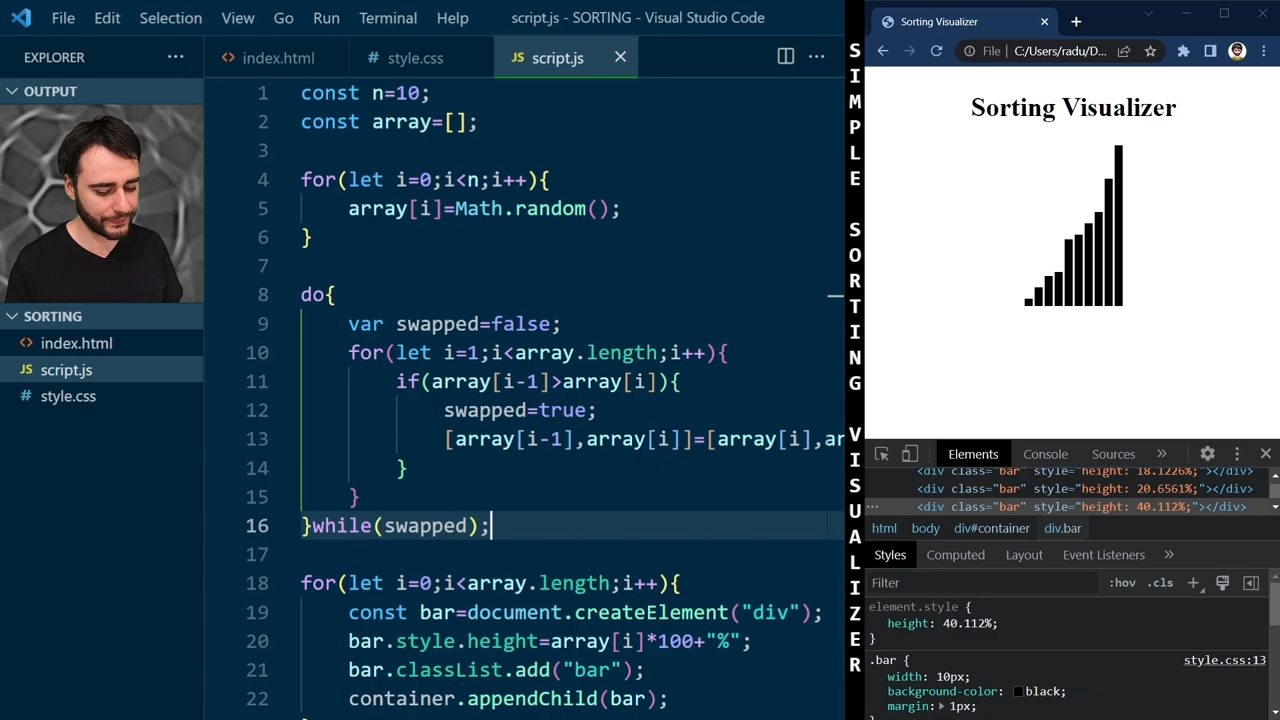 File Edit Selection View Go Run Terminal Help script.js - SORTING - Visual Studio Code
EXPLORER
OUTPUT
SORTING
index.html
JS script.js
# style.css
index.html
# style.css
JS script.js
1 const n=10;
2 const array=[];
3
4 for(let i=0;i<n;i++){
5 array[i]=Math.random();
6 }
7
8 do{
9 var swapped=false;
10 for(let i=1;i<array.length;i++){
11 if(array[i-1]>array[i]){
12 swapped=true;
13 [array[i-1],array[i]]=[array[i],ar
14 }
15 }
16 }while(swapped);
17
18 for(let i=0;i<array.length;i++){
19 const bar=document.createElement("div");
20 bar.style.height=array[i]*100+"%";
21 bar.classList.add("bar");
22 container.appendChild(bar);
SIMPLE SORTING VISUALIZER
Sorting Visualizer
File C:/Users/radu/D...
Sorting Visualizer
Elements Console Sources
<div class="bar" style="height: 18.1226%;"></div>
<div class="bar" style="height: 20.6561%;"></div>
<div class="bar" style="height: 40.112%;"></div>
html body div#container div.bar
Styles Computed Layout Event Listeners
Filter :hov .cls
element.style {
height: 40.112%;
}
.bar { style.css:13
width: 10px;
background-color: black;
margin: 1px;